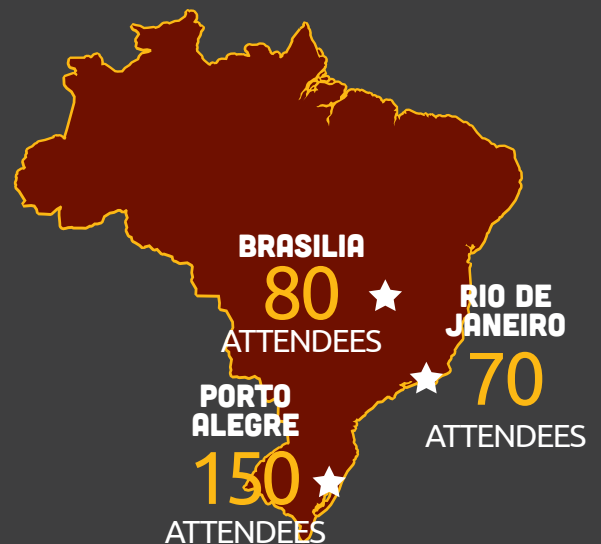 BRASILIA
80
ATTENDEES
RIO DE
JANEIRO
70
ATTENDEES
PORTO
ALEGRE
150
ATTENDEES